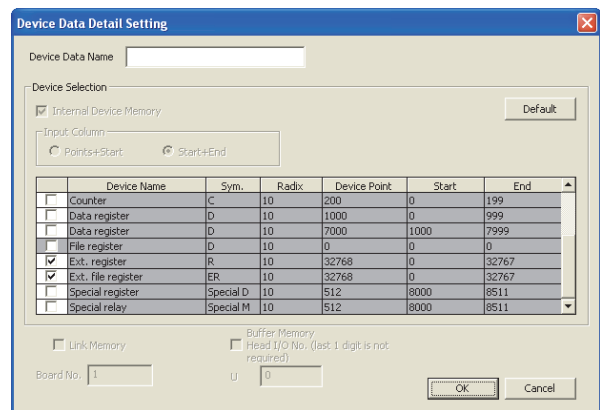 Device Data Detail Setting
Device Data Name
Device Selection
Internal Device Memory
Default
Input Column
Points+Start Start+End
Device Name Sym. Radix Device Point Start End
Counter C 10 200 0 199
Data register D 10 1000 0 999
Data register D 10 7000 1000 7999
File register D 10 0 0 0
Ext. register R 10 32768 0 32767
Ext. file register ER 10 32768 0 32767
Special register Special D 10 512 8000 8511
Special relay Special M 10 512 8000 8511
Link Memory
Buffer Memory
Head I/O No. (last 1 digit is not
required)
Board No. 1 U 0
OK Cancel